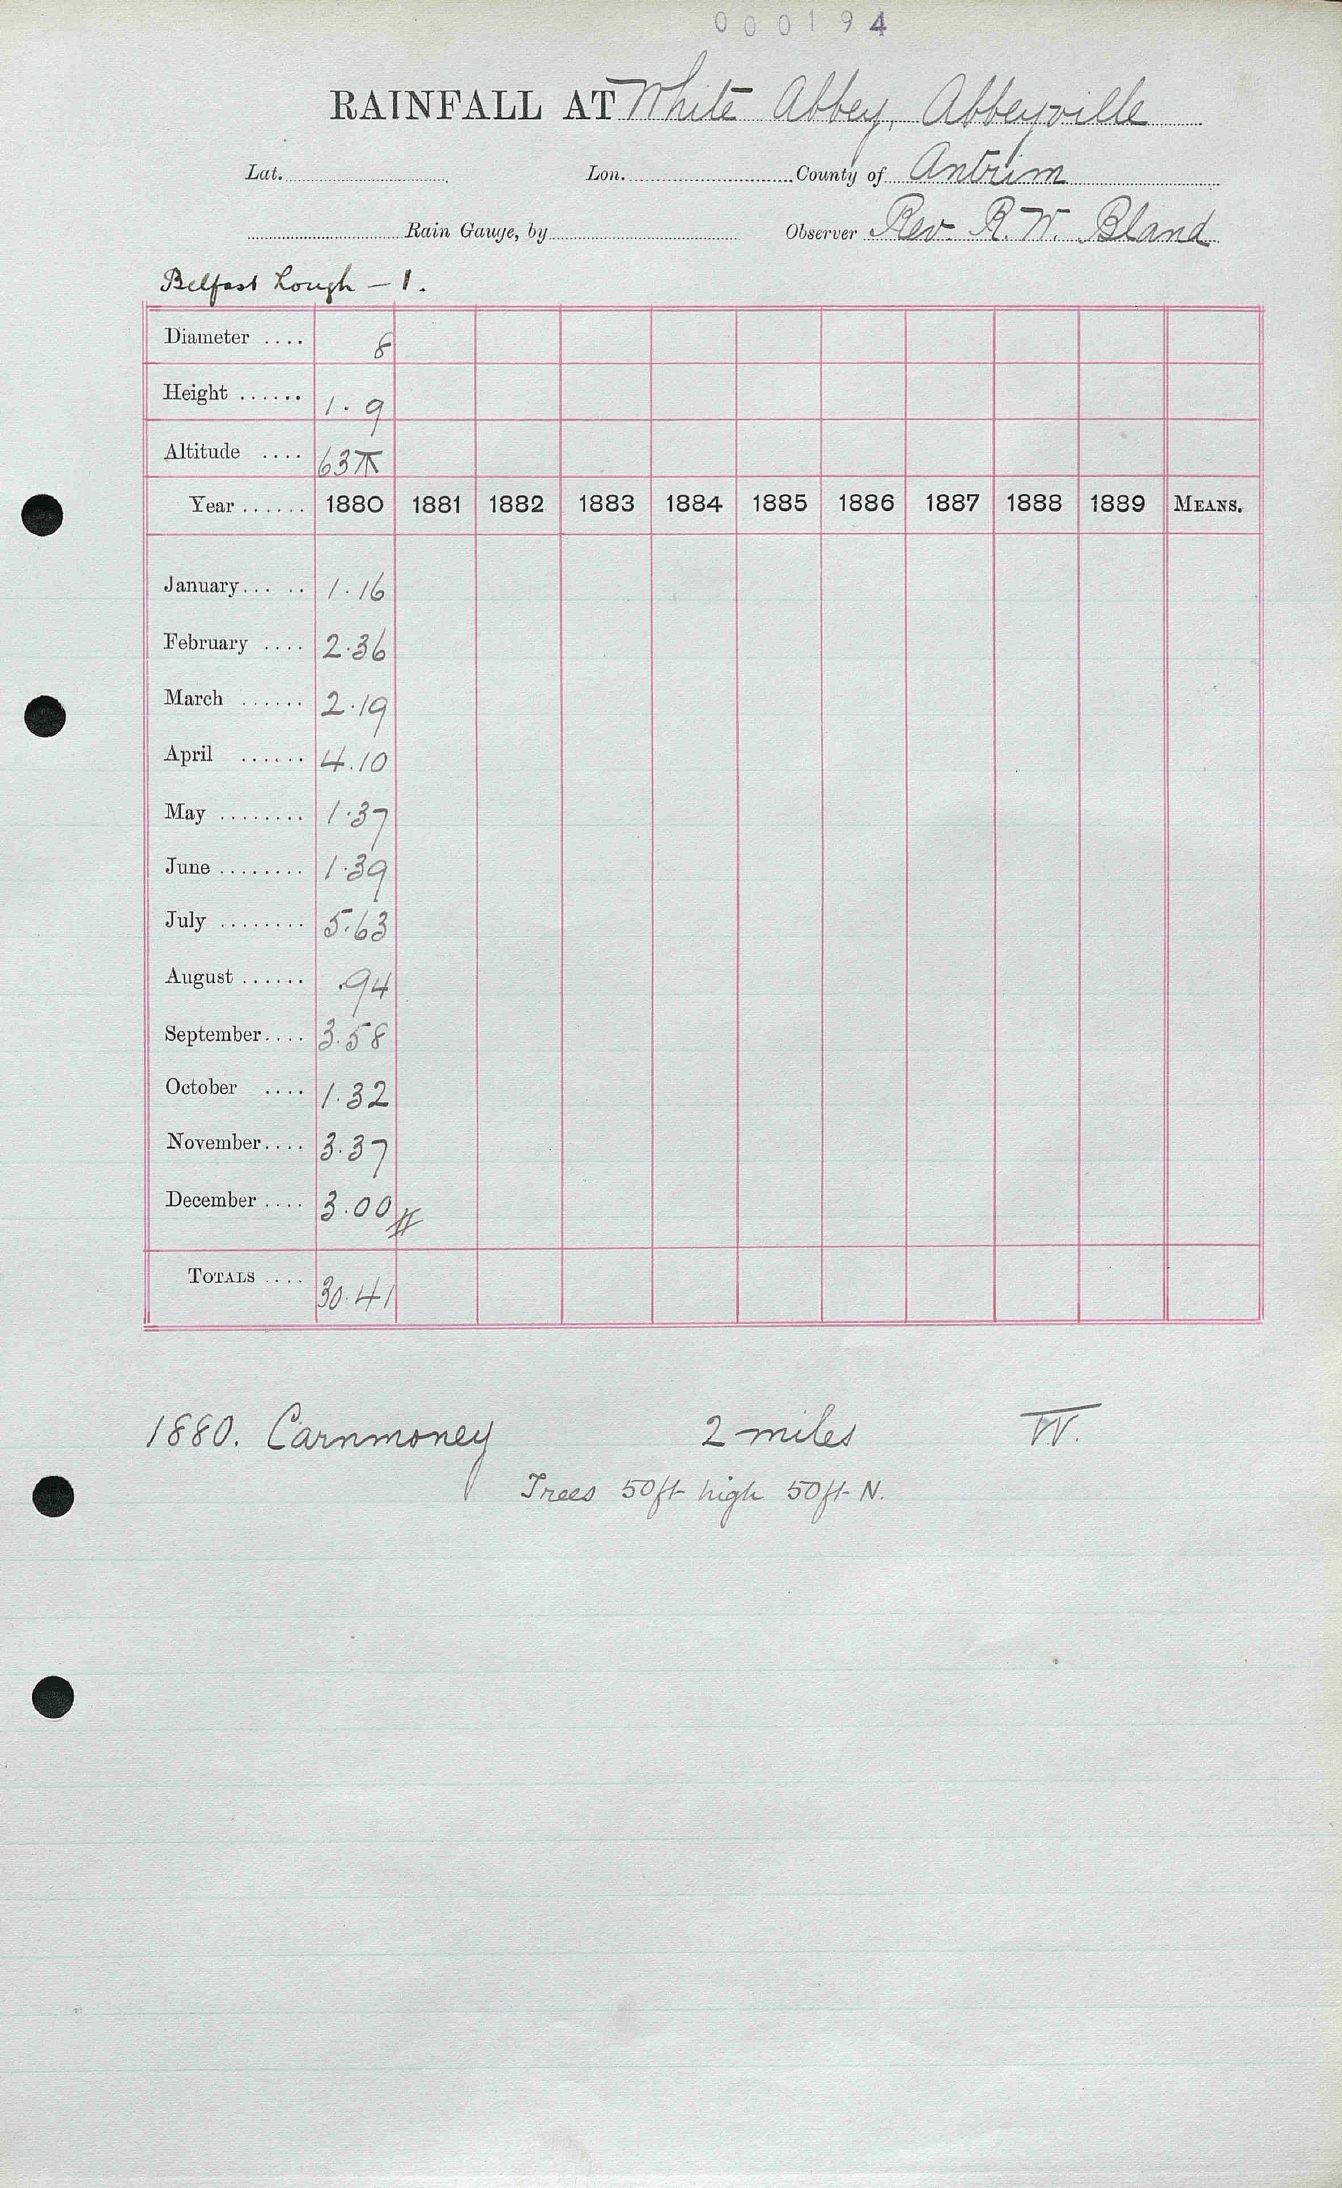 000194
RAINFALL AT White Abbey, Abbeyville
Lat. Lon. County of Antrim
Rain Gauge, by Observer Rev. R. W. Bland
Belfast Lough - 1.
Diameter .... 8
Height ...... 1.9
Altitude .... 63
Year ...... 1880 1881 1882 1883 1884 1885 1886 1887 1888 1889 MEANS.
January... .. 1.16
February .... 2.36
March ...... 2.19
April ...... 4.10
May ........ 1.37
June ........ 1.39
July ........ 5.63
August ...... .94
September.... 3.58
October .... 1.32
November.... 3.37
December .... 3.00
TOTALS .... 30.41
1880. Carnmoney 2 miles W.
Trees 50ft high 50ft N.